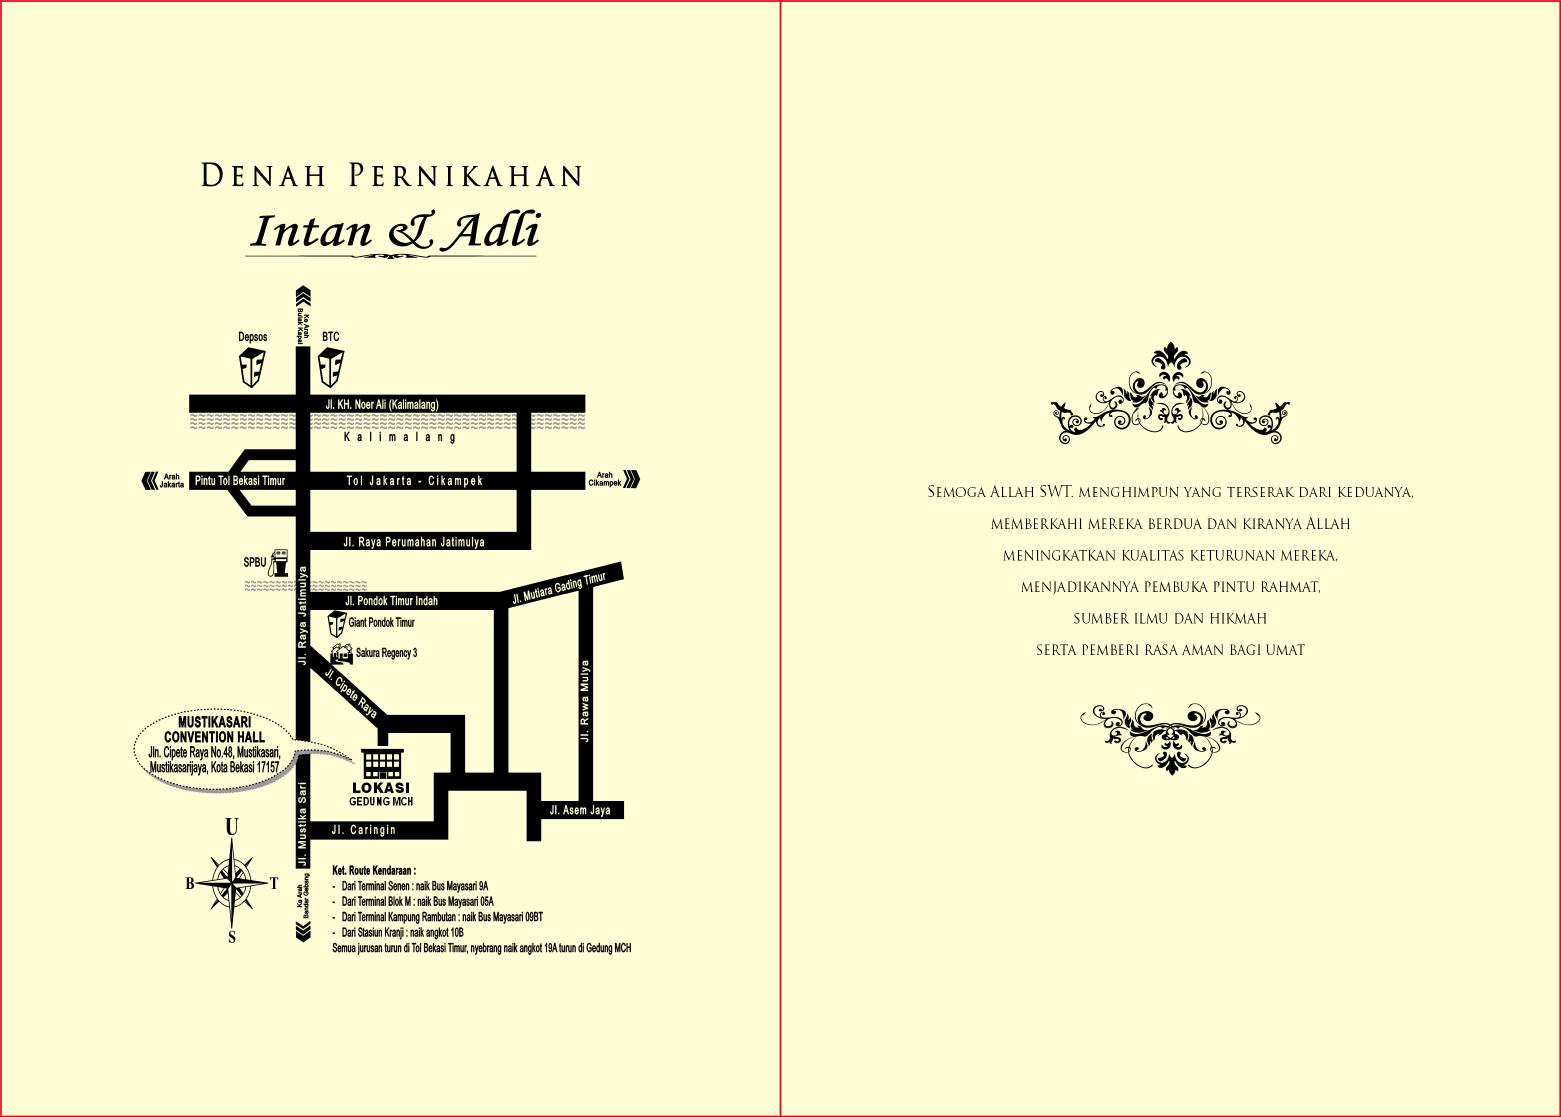 DENAH PERNIKAHAN
Intan & Adli
Ke Arah
Bulak Kapal
Depsos
BTC
Jl. KH. Noer Ali (Kalimalang)
Kalimalang
Arah
Jakarta
Pintu Tol Bekasi Timur
Tol Jakarta - Cikampek
Arah
Cikampek
Jl. Raya Perumahan Jatimulya
SPBU
Jl. Raya Jatimulya
Jl. Pondok Timur Indah
Jl. Mutiara Gading Timur
Giant Pondok Timur
Sakura Regency 3
Jl. Cipete Raya
Jl. Rawa Mulya
MUSTIKASARI
CONVENTION HALL
Jln. Cipete Raya No.48, Mustikasari,
Mustikasarijaya, Kota Bekasi 17157
LOKASI
GEDUNG MCH
Jl. Asem Jaya
Jl. Mustika Sari
Jl. Caringin
U
B
T
S
Ke Arah
Bandar Gebang
Ket. Route Kendaraan :
- Dari Terminal Senen : naik Bus Mayasari 9A
- Dari Terminal Blok M : naik Bus Mayasari 05A
- Dari Terminal Kampung Rambutan : naik Bus Mayasari 09BT
- Dari Stasiun Kranji : naik angkot 10B
Semua jurusan turun di Tol Bekasi Timur, nyebrang naik angkot 19A turun di Gedung MCH
SEMOGA ALLAH SWT. MENGHIMPUN YANG TERSERAK DARI KEDUANYA,
MEMBERKAHI MEREKA BERDUA DAN KIRANYA ALLAH
MENINGKATKAN KUALITAS KETURUNAN MEREKA,
MENJADIKANNYA PEMBUKA PINTU RAHMAT,
SUMBER ILMU DAN HIKMAH
SERTA PEMBERI RASA AMAN BAGI UMAT